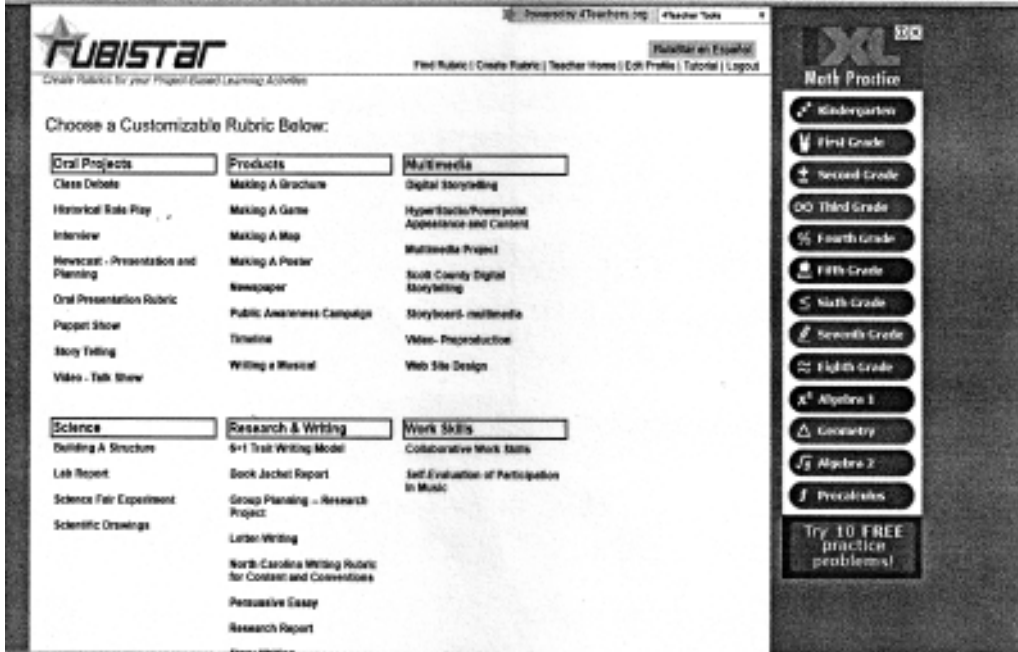 Powered by 4Teachers.org
4Teacher Tools
RUBISTAR
RubiStar en Español
Find Rubric | Create Rubric | Teacher Home | Edit Profile | Tutorial | Logout
Create Rubrics for your Project-Based Learning Activities
Choose a Customizable Rubric Below:
Oral Projects
Class Debate
Historical Role Play
Interview
Newscast - Presentation and
Planning
Oral Presentation Rubric
Puppet Show
Story Telling
Video - Talk Show
Products
Making A Brochure
Making A Game
Making A Map
Making A Poster
Newspaper
Public Awareness Campaign
Timeline
Writing a Musical
Multimedia
Digital Storytelling
HyperStudio/Powerpoint
Appearance and Content
Multimedia Project
Scott County Digital
Storytelling
Storyboard- multimedia
Video- Preproduction
Web Site Design
Science
Building A Structure
Lab Report
Science Fair Experiment
Scientific Drawings
Research & Writing
6+1 Trait Writing Model
Book Jacket Report
Group Planning -- Research
Project
Letter-Writing
North Carolina Writing Rubric
for Content and Conventions
Persuasive Essay
Research Report
Story Writing
Work Skills
Collaborative Work Skills
Self-Evaluation of Participation
In Music
IXL
Math Practice
Kindergarten
First Grade
± Second Grade
Third Grade
% Fourth Grade
Fifth Grade
≤ Sixth Grade
Seventh Grade
≈ Eighth Grade
x² Algebra 1
△ Geometry
Algebra 2
∫ Precalculus
Try 10 FREE
practice
problems!